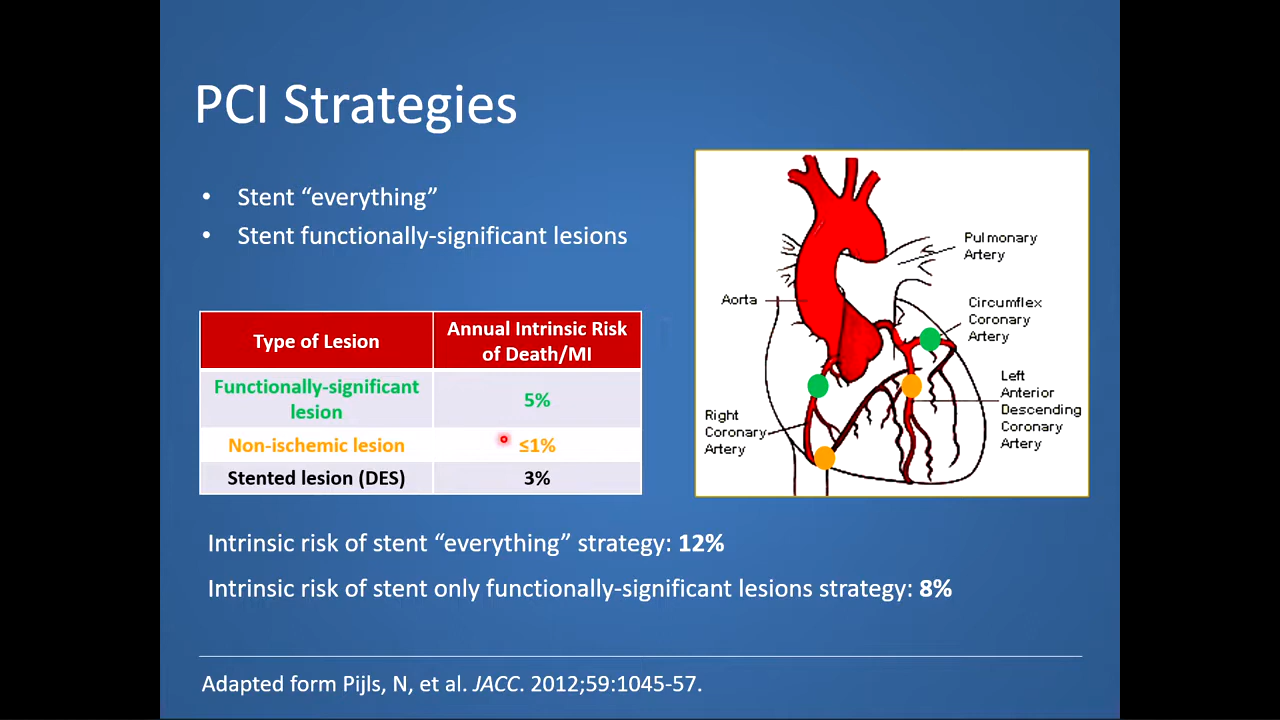 PCI Strategies
• Stent “everything”
• Stent functionally-significant lesions
Type of Lesion
Annual Intrinsic Risk
of Death/MI
Functionally-significant
lesion
5%
Non-ischemic lesion
≤1%
Stented lesion (DES)
3%
Pulmonary
Artery
Aorta
Circumflex
Coronary
Artery
Left
Anterior
Descending
Coronary
Artery
Right
Coronary
Artery
Intrinsic risk of stent “everything” strategy: 12%
Intrinsic risk of stent only functionally-significant lesions strategy: 8%
Adapted form Pijls, N, et al. JACC. 2012;59:1045-57.